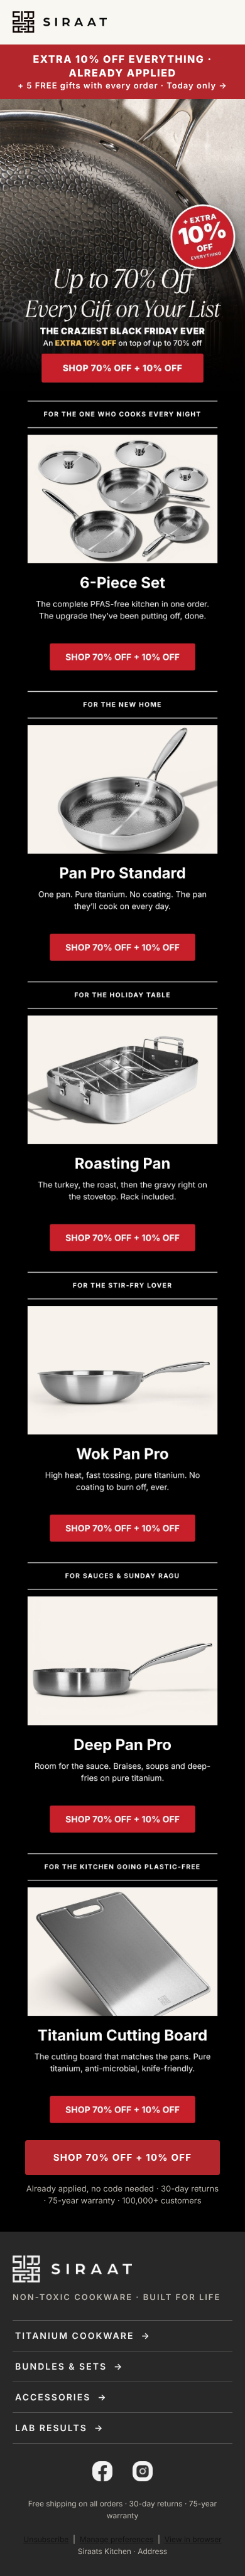 SIRAAT
EXTRA 10% OFF EVERYTHING ·
ALREADY APPLIED
+ 5 FREE gifts with every order · Today only →
+ EXTRA
10%
OFF
EVERYTHING
Up to 70% Off
Every Gift on Your List
THE CRAZIEST BLACK FRIDAY EVER
An EXTRA 10% OFF on top of up to 70% off
SHOP 70% OFF + 10% OFF
FOR THE ONE WHO COOKS EVERY NIGHT
6-Piece Set
The complete PFAS-free kitchen in one order.
The upgrade they've been putting off, done.
SHOP 70% OFF + 10% OFF
FOR THE NEW HOME
Pan Pro Standard
One pan. Pure titanium. No coating. The pan
they'll cook on every day.
SHOP 70% OFF + 10% OFF
FOR THE HOLIDAY TABLE
Roasting Pan
The turkey, the roast, then the gravy right on
the stovetop. Rack included.
SHOP 70% OFF + 10% OFF
FOR THE STIR-FRY LOVER
Wok Pan Pro
High heat, fast tossing, pure titanium. No
coating to burn off, ever.
SHOP 70% OFF + 10% OFF
FOR SAUCES & SUNDAY RAGU
Deep Pan Pro
Room for the sauce. Braises, soups and deep-
fries on pure titanium.
SHOP 70% OFF + 10% OFF
FOR THE KITCHEN GOING PLASTIC-FREE
Titanium Cutting Board
The cutting board that matches the pans. Pure
titanium, anti-microbial, knife-friendly.
SHOP 70% OFF + 10% OFF
SHOP 70% OFF + 10% OFF
Already applied, no code needed · 30-day returns
· 75-year warranty · 100,000+ customers
SIRAAT
NON-TOXIC COOKWARE · BUILT FOR LIFE
TITANIUM COOKWARE →
BUNDLES & SETS →
ACCESSORIES →
LAB RESULTS →
Free shipping on all orders · 30-day returns · 75-year
warranty
Unsubscribe | Manage preferences | View in browser
Siraats Kitchen · Address